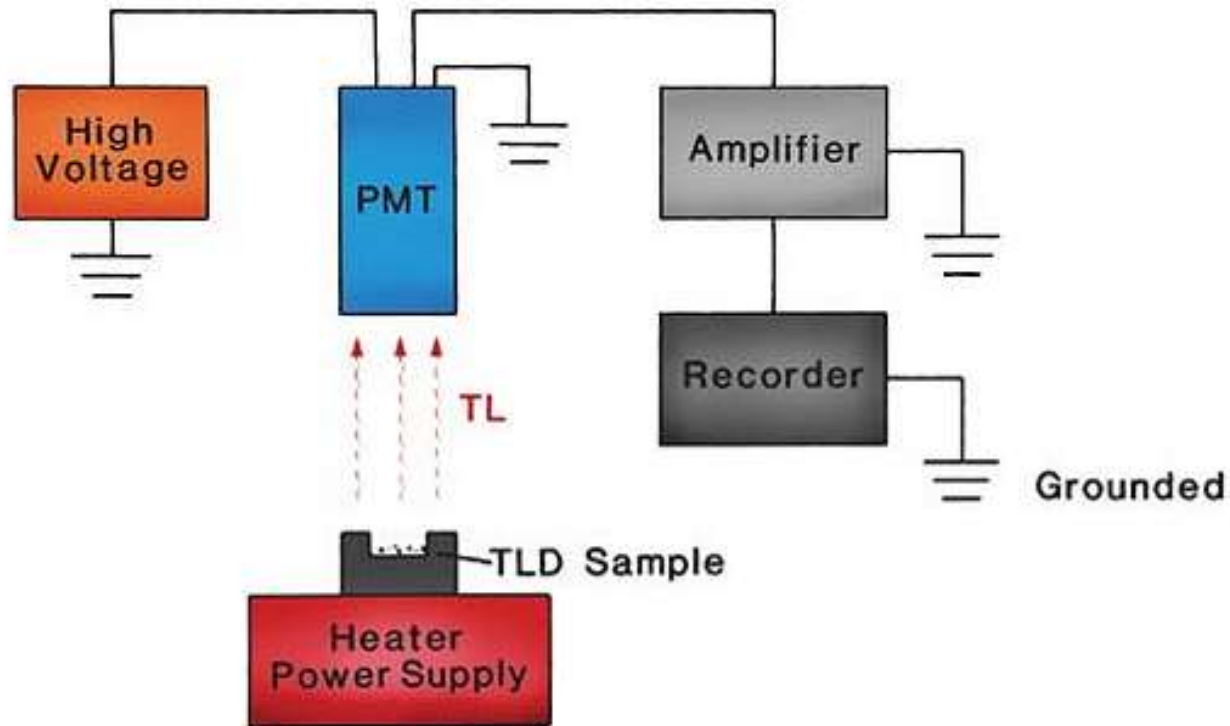 High
Voltage
PMT
Amplifier
Recorder
TL
Grounded
TLD Sample
Heater
Power Supply